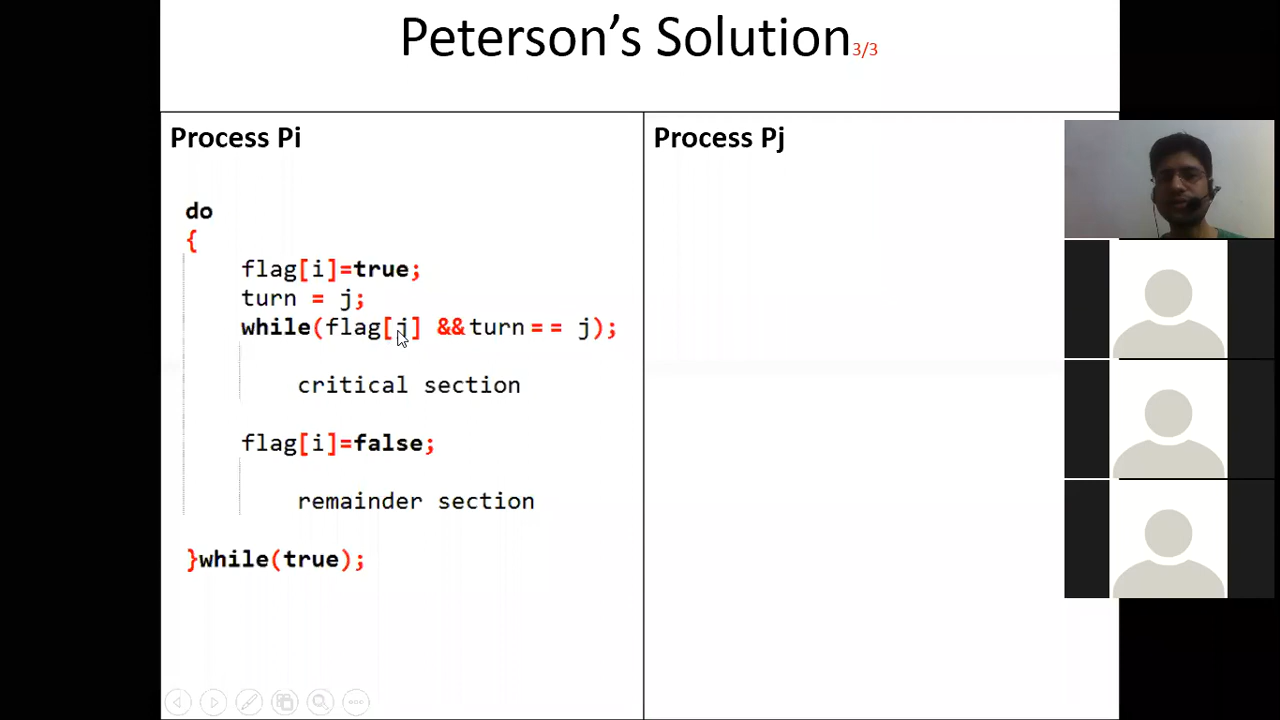 Peterson's Solution3/3
Process Pi
Process Pj
do
{
flag[i]=true;
turn = j;
while(flag[j] &&turn== j);
critical section
flag[i]=false;
remainder section
}while(true);